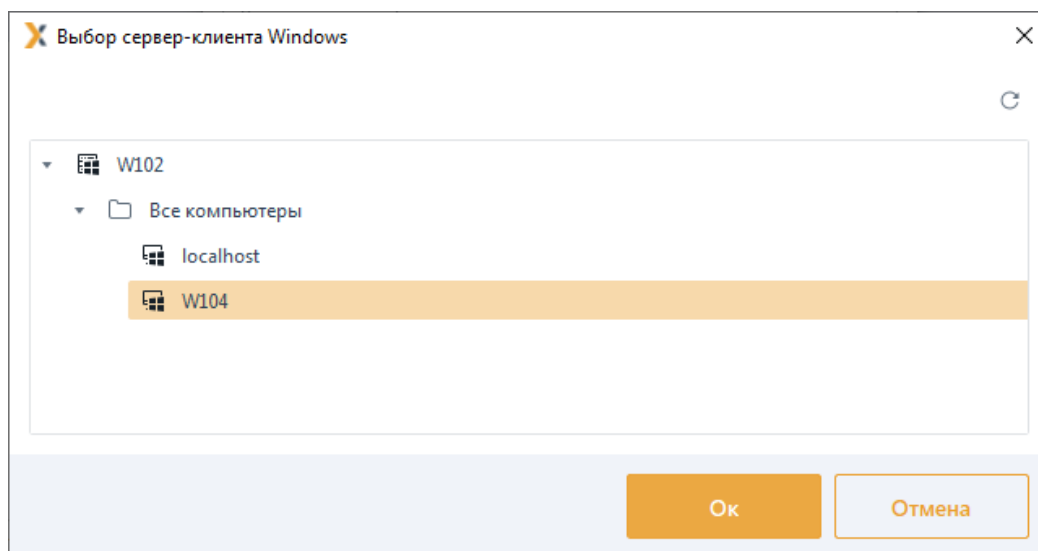 Выбор сервер-клиента Windows
W102
Все компьютеры
localhost
W104
Ок
Отмена